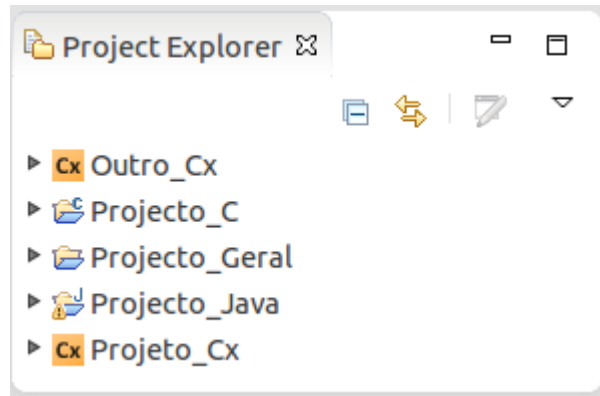 Project Explorer
Cx Outro_Cx
C Projecto_C
Projecto_Geral
J Projecto_Java
Cx Projeto_Cx